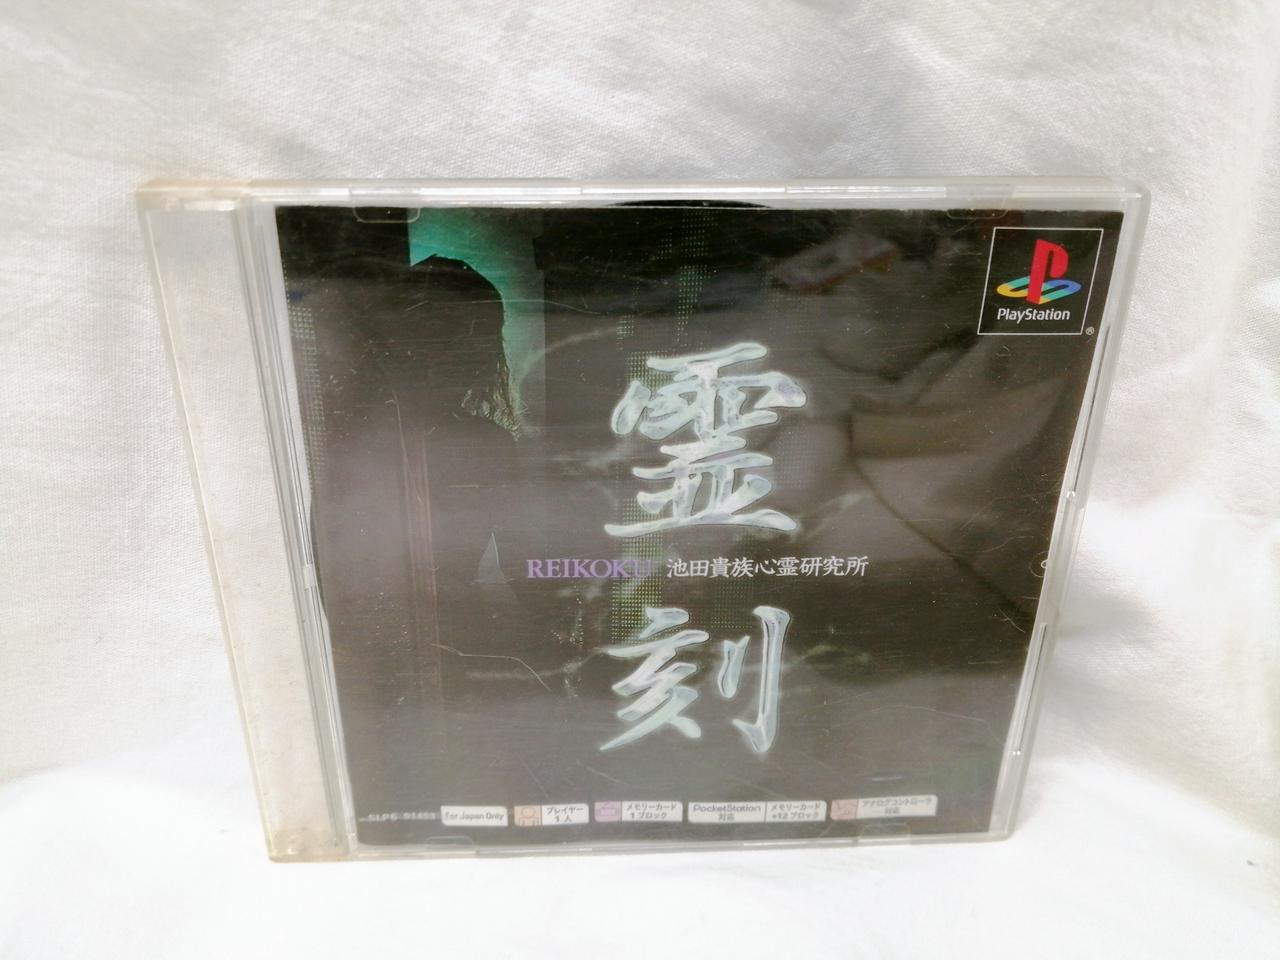 PlayStation
®
霊
REIKOKU 池田貴族心霊研究所
刻
For Japan Only
プレイヤー
1人
メモリーカード
1ブロック
PocketStation
対応
メモリーカード
+12ブロック
アナログコントローラ
対応